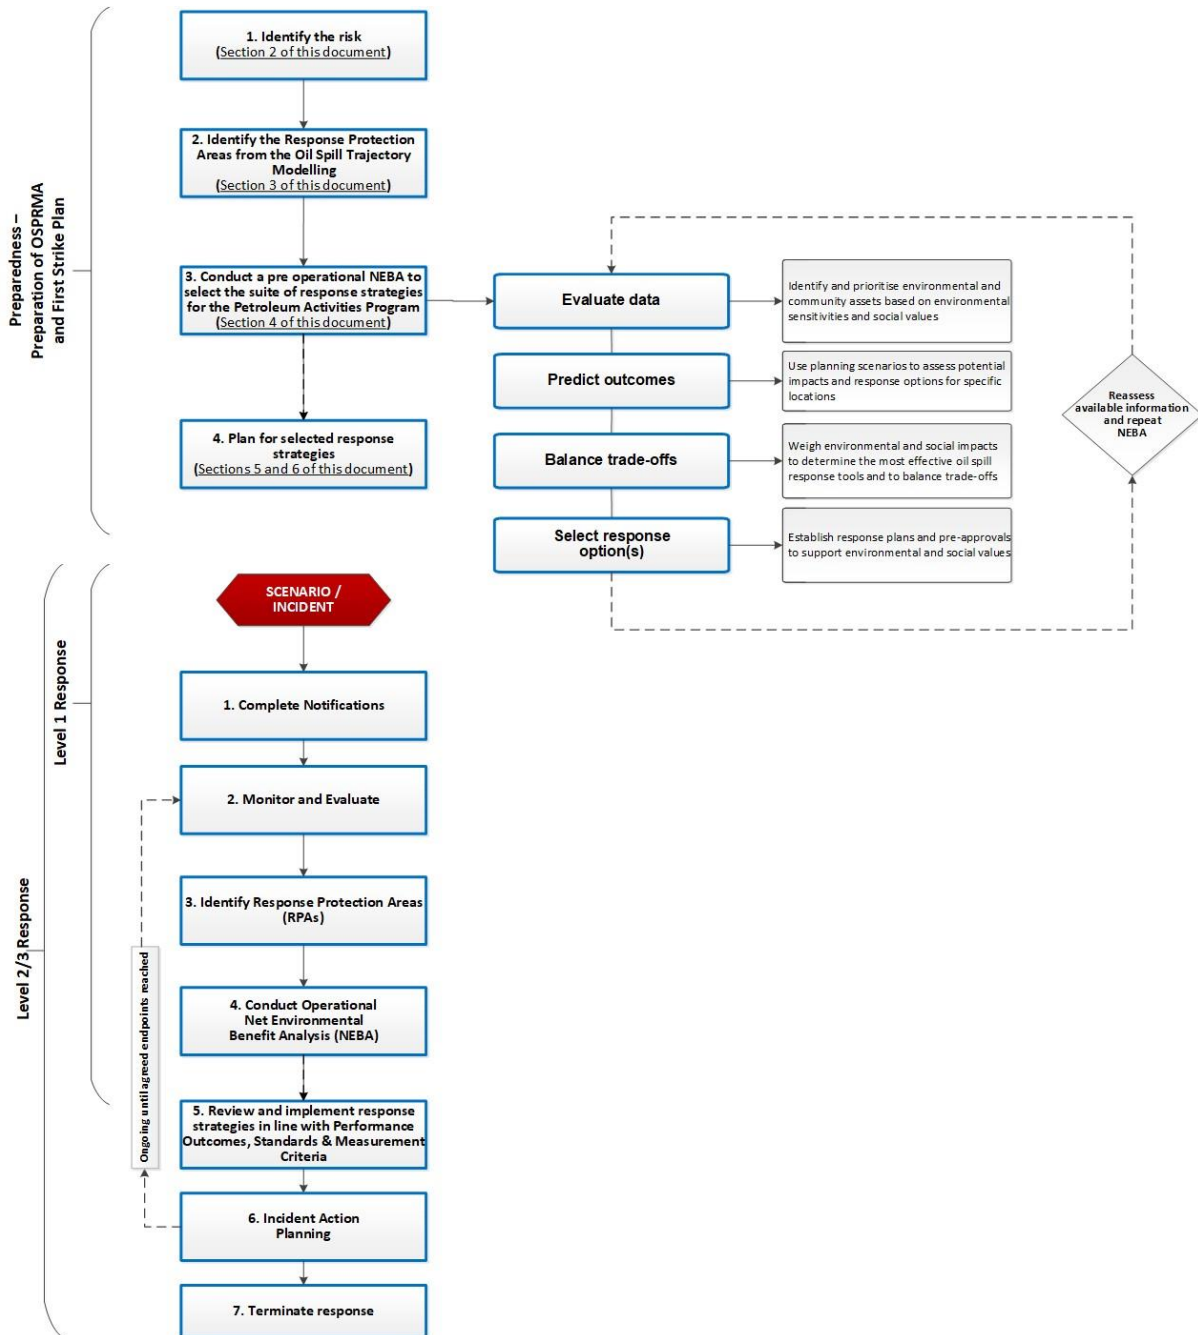 Preparedness –
Preparation of OSPRMA
and First Strike Plan
1. Identify the risk
(Section 2 of this document)
2. Identify the Response Protection
Areas from the Oil Spill Trajectory
Modelling
(Section 3 of this document)
3. Conduct a pre operational NEBA to
select the suite of response strategies
for the Petroleum Activities Program
(Section 4 of this document)
4. Plan for selected response
strategies
(Sections 5 and 6 of this document)
Evaluate data
Identify and prioritise environmental and
community assets based on environmental
sensitivities and social values
Predict outcomes
Use planning scenarios to assess potential
impacts and response options for specific
locations
Balance trade-offs
Weigh environmental and social impacts
to determine the most effective oil spill
response tools and to balance trade-offs
Select response
option(s)
Establish response plans and pre-approvals
to support environmental and social values
Reassess
available information
and repeat
NEBA
Level 2/3 Response
Level 1 Response
SCENARIO /
INCIDENT
1. Complete Notifications
2. Monitor and Evaluate
3. Identify Response Protection Areas
(RPAs)
4. Conduct Operational
Net Environmental
Benefit Analysis (NEBA)
5. Review and implement response
strategies in line with Performance
Outcomes, Standards & Measurement
Criteria
6. Incident Action
Planning
7. Terminate response
Ongoing until agreed endpoints reached